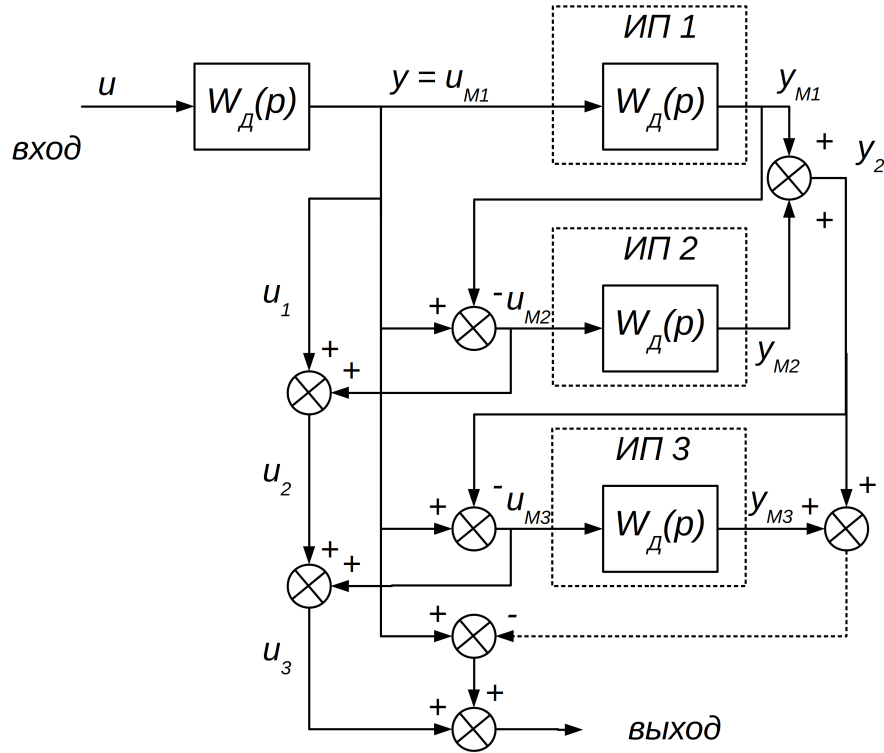 ИП 1
u
W_Д(p)
y = u_М1
W_Д(p)
y_М1
вход
+
y_2
+
ИП 2
u_1
+
-
u_М2
W_Д(p)
+
+
y_М2
ИП 3
u_2
+
-
u_М3
W_Д(p)
y_М3
+
+
+
+
+
-
u_3
+
+
выход